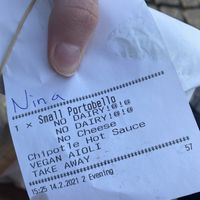 Nina
1 x Small Portobello
NO DAIRY!@!@
NO DAIRY!@!@
NO Cheese
Chipotle Hot Sauce
VEGAN AIOLI
TAKE AWAY
57
15:25 14.2.2021 2 Evening